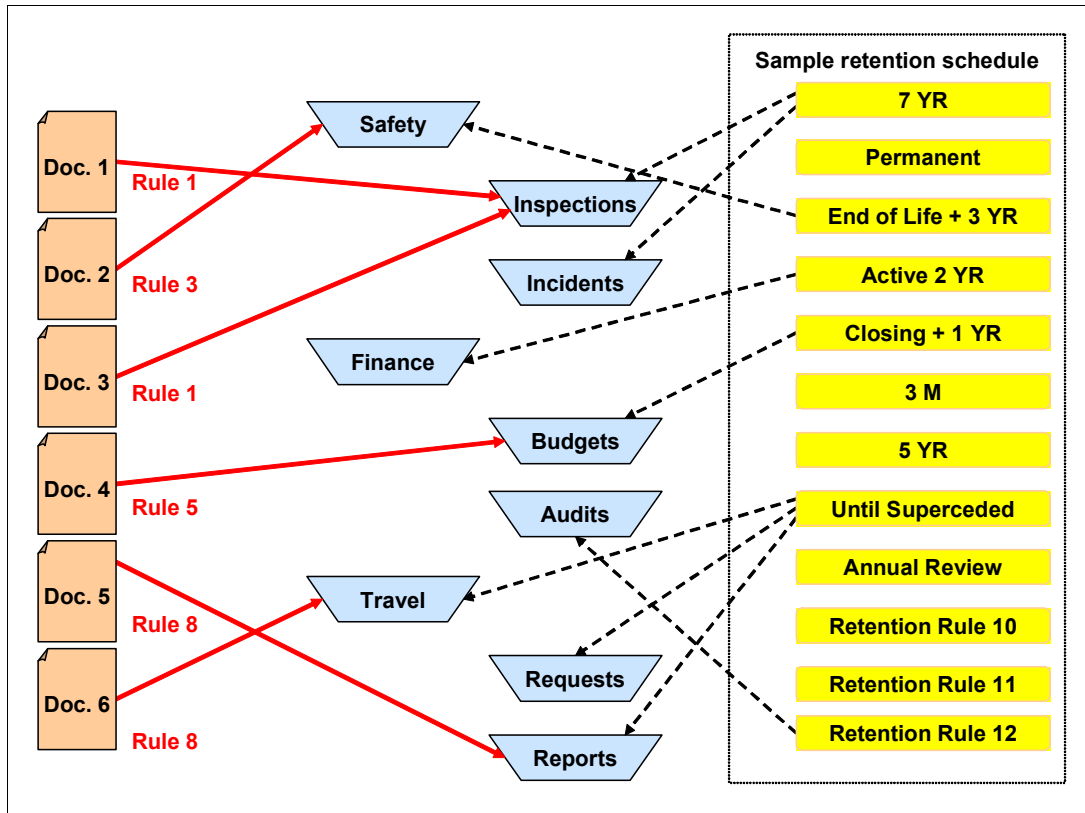 Sample retention schedule
Doc. 1
Doc. 2
Doc. 3
Doc. 4
Doc. 5
Doc. 6
Rule 1
Rule 3
Rule 1
Rule 5
Rule 8
Rule 8
Safety
Inspections
Incidents
Finance
Budgets
Audits
Travel
Requests
Reports
7 YR
Permanent
End of Life + 3 YR
Active 2 YR
Closing + 1 YR
3 M
5 YR
Until Superceded
Annual Review
Retention Rule 10
Retention Rule 11
Retention Rule 12